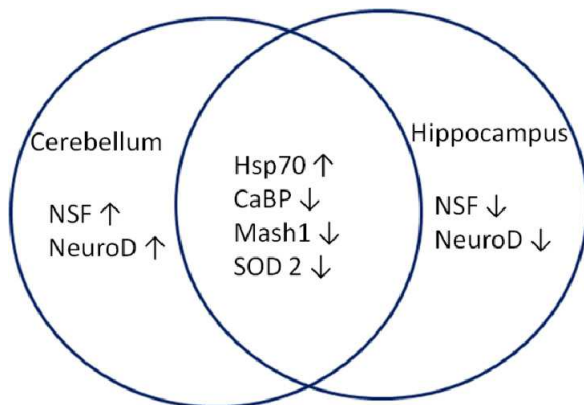 Cerebellum
NSF ↑
NeuroD ↑
Hsp70 ↑
CaBP ↓
Mash1 ↓
SOD 2 ↓
Hippocampus
NSF ↓
NeuroD ↓